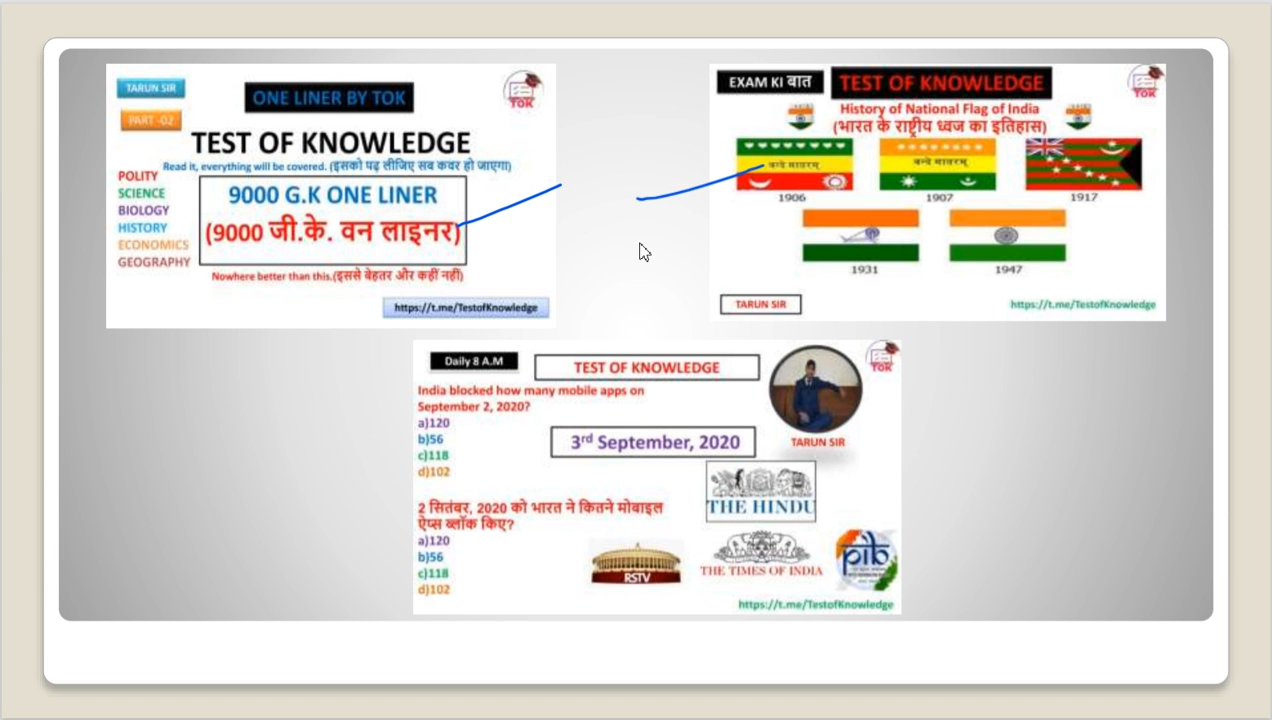 TARUN SIR
ONE LINER BY TOK
TOK
PART -02
TEST OF KNOWLEDGE
Read it, everything will be covered. (इसको पढ़ लीजिए सब कवर हो जाएगा)
POLITY
SCIENCE
BIOLOGY
HISTORY
ECONOMICS
GEOGRAPHY
9000 G.K ONE LINER
(9000 जी.के. वन लाइनर)
Nowhere better than this.(इससे बेहतर और कहीं नहीं)
https://t.me/TestofKnowledge
EXAM KI बात
TEST OF KNOWLEDGE
TOK
History of National Flag of India
(भारत के राष्ट्रीय ध्वज का इतिहास)
वन्दे मातरम्
वन्दे मातरम्
1906
1907
1917
1931
1947
TARUN SIR
https://t.me/TestofKnowledge
Daily 8 A.M
TEST OF KNOWLEDGE
TOK
India blocked how many mobile apps on
September 2, 2020?
a)120
b)56
c)118
d)102
3rd September, 2020
TARUN SIR
2 सितंबर, 2020 को भारत ने कितने मोबाइल
ऐप्स ब्लॉक किए?
a)120
b)56
c)118
d)102
THE HINDU
RSTV
THE TIMES OF INDIA
pib
https://t.me/TestofKnowledge